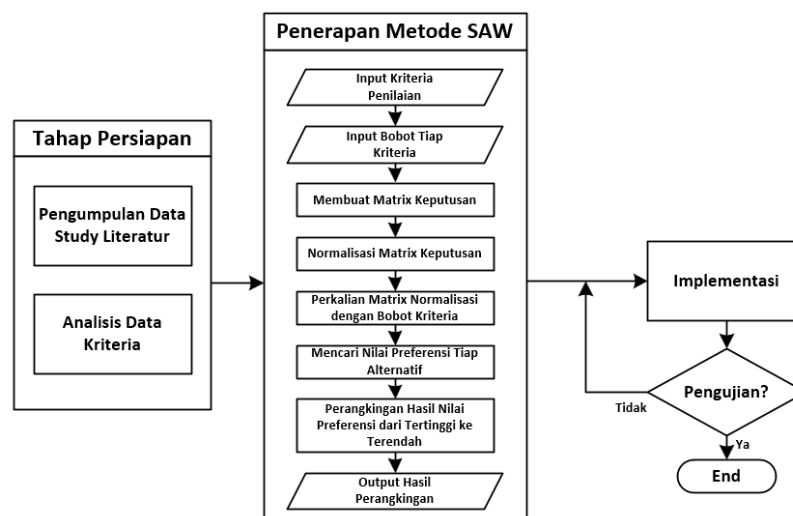 Tahap Persiapan
Pengumpulan Data
Study Literatur
Analisis Data
Kriteria
Penerapan Metode SAW
Input Kriteria
Penilaian
Input Bobot Tiap
Kriteria
Membuat Matrix Keputusan
Normalisasi Matrix Keputusan
Perkalian Matrix Normalisasi
dengan Bobot Kriteria
Mencari Nilai Preferensi Tiap
Alternatif
Perangkingan Hasil Nilai
Preferensi dari Tertinggi ke
Terendah
Output Hasil
Perangkingan
Implementasi
Pengujian?
Tidak
Ya
End